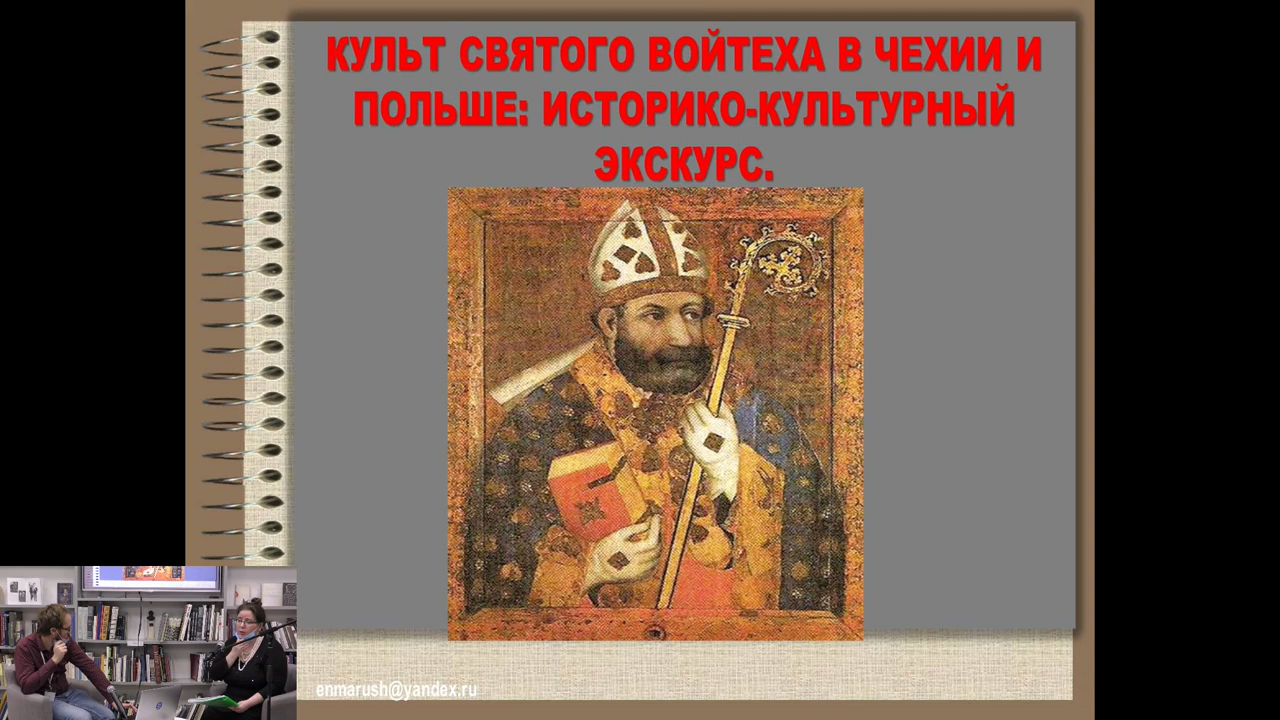 КУЛЬТ СВЯТОГО ВОЙТЕХА В ЧЕХИИ И
ПОЛЬШЕ: ИСТОРИКО-КУЛЬТУРНЫЙ
ЭКСКУРС.
enmarush@yandex.ru